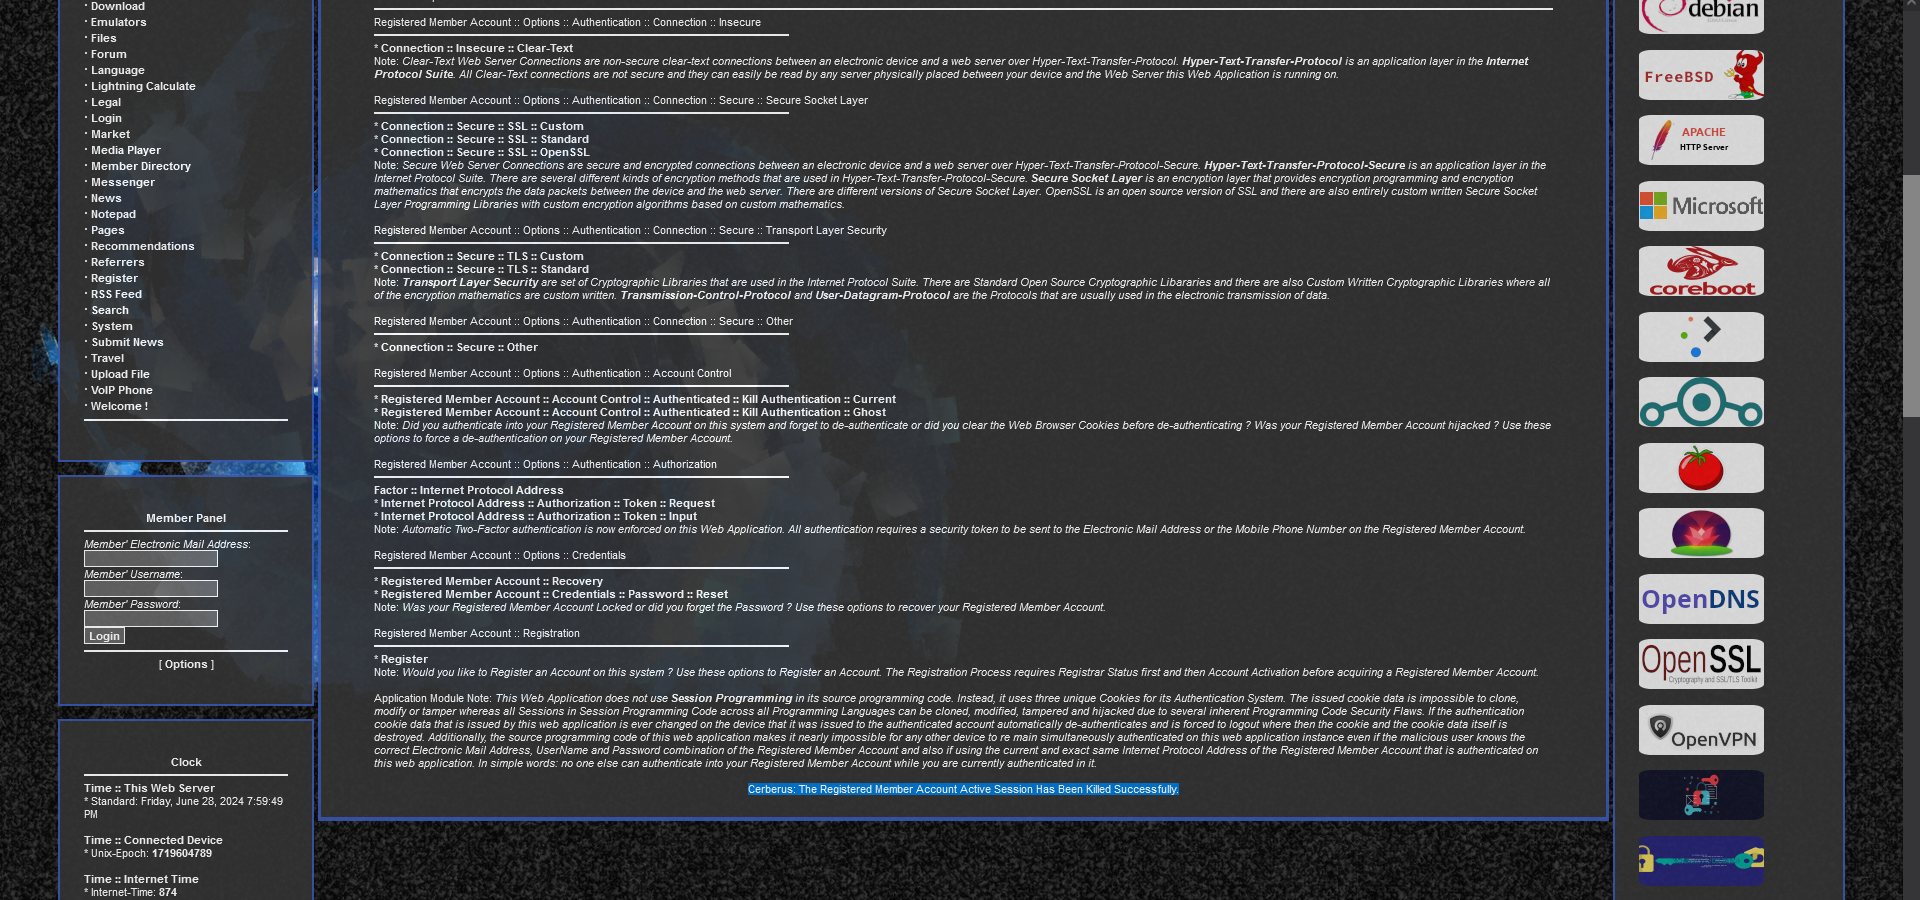 · Download
· Emulators
· Files
· Forum
· Language
· Lightning Calculate
· Legal
· Login
· Market
· Media Player
· Member Directory
· Messenger
· News
· Notepad
· Pages
· Recommendations
· Referrers
· Register
· RSS Feed
· Search
· System
· Submit News
· Travel
· Upload File
· VoIP Phone
· Welcome !
Member Panel
Member' Electronic Mail Address:
Member' Username:
Member' Password:
Login
[ Options ]
Clock
Time :: This Web Server
* Standard: Friday, June 28, 2024 7:59:49
PM
Time :: Connected Device
* Unix-Epoch: 1719604789
Time :: Internet Time
* Internet-Time: 874
Registered Member Account :: Options :: Authentication :: Connection :: Insecure
* Connection :: Insecure :: Clear-Text
Note: Clear-Text Web Server Connections are non-secure clear-text connections between an electronic device and a web server over Hyper-Text-Transfer-Protocol. Hyper-Text-Transfer-Protocol is an application layer in the Internet
Protocol Suite. All Clear-Text connections are not secure and they can easily be read by any server physically placed between your device and the Web Server this Web Application is running on.
Registered Member Account :: Options :: Authentication :: Connection :: Secure :: Secure Socket Layer
* Connection :: Secure :: SSL :: Custom
* Connection :: Secure :: SSL :: Standard
* Connection :: Secure :: SSL :: OpenSSL
Note: Secure Web Server Connections are secure and encrypted connections between an electronic device and a web server over Hyper-Text-Transfer-Protocol-Secure. Hyper-Text-Transfer-Protocol-Secure is an application layer in the
Internet Protocol Suite. There are several different kinds of encryption methods that are used in Hyper-Text-Transfer-Protocol-Secure. Secure Socket Layer is an encryption layer that provides encryption programming and encryption
mathematics that encrypts the data packets between the device and the web server. There are different versions of Secure Socket Layer. OpenSSL is an open source version of SSL and there are also entirely custom written Secure Socket
Layer Programming Libraries with custom encryption algorithms based on custom mathematics.
Registered Member Account :: Options :: Authentication :: Connection :: Secure :: Transport Layer Security
* Connection :: Secure :: TLS :: Custom
* Connection :: Secure :: TLS :: Standard
Note: Transport Layer Security are set of Cryptographic Libraries that are used in the Internet Protocol Suite. There are Standard Open Source Cryptographic Libararies and there are also Custom Written Cryptographic Libraries where all
of the encryption mathematics are custom written. Transmission-Control-Protocol and User-Datagram-Protocol are the Protocols that are usually used in the electronic transmission of data.
Registered Member Account :: Options :: Authentication :: Connection :: Secure :: Other
* Connection :: Secure :: Other
Registered Member Account :: Options :: Authentication :: Account Control
* Registered Member Account :: Account Control :: Authenticated :: Kill Authentication :: Current
* Registered Member Account :: Account Control :: Authenticated :: Kill Authentication :: Ghost
Note: Did you authenticate into your Registered Member Account on this system and forget to de-authenticate or did you clear the Web Browser Cookies before de-authenticating ? Was your Registered Member Account hijacked ? Use these
options to force a de-authentication on your Registered Member Account.
Registered Member Account :: Options :: Authentication :: Authorization
Factor :: Internet Protocol Address
* Internet Protocol Address :: Authorization :: Token :: Request
* Internet Protocol Address :: Authorization :: Token :: Input
Note: Automatic Two-Factor authentication is now enforced on this Web Application. All authentication requires a security token to be sent to the Electronic Mail Address or the Mobile Phone Number on the Registered Member Account.
Registered Member Account :: Options :: Credentials
* Registered Member Account :: Recovery
* Registered Member Account :: Credentials :: Password :: Reset
Note: Was your Registered Member Account Locked or did you forget the Password ? Use these options to recover your Registered Member Account.
Registered Member Account :: Registration
* Register
Note: Would you like to Register an Account on this system ? Use these options to Register an Account. The Registration Process requires Registrar Status first and then Account Activation before acquiring a Registered Member Account.
Application Module Note: This Web Application does not use Session Programming in its source programming code. Instead, it uses three unique Cookies for its Authentication System. The issued cookie data is impossible to clone,
modify or tamper whereas all Sessions in Session Programming Code across all Programming Languages can be cloned, modified, tampered and hijacked due to several inherent Programming Code Security Flaws. If the authentication
cookie data that is issued by this web application is ever changed on the device that it was issued to the authenticated account automatically de-authenticates and is forced to logout where then the cookie and the cookie data itself is
destroyed. Additionally, the source programming code of this web application makes it nearly impossible for any other device to re main simultaneously authenticated on this web application instance even if the malicious user knows the
correct Electronic Mail Address, UserName and Password combination of the Registered Member Account and also if using the current and exact same Internet Protocol Address of the Registered Member Account that is authenticated on
this web application. In simple words: no one else can authenticate into your Registered Member Account while you are currently authenticated in it.
Cerberus: The Registered Member Account Active Session Has Been Killed Successfully.
debian
FreeBSD
APACHE
HTTP Server
Microsoft
coreboot
OpenDNS
OpenSSL
Cryptography and SSL/TLS Toolkit
OpenVPN